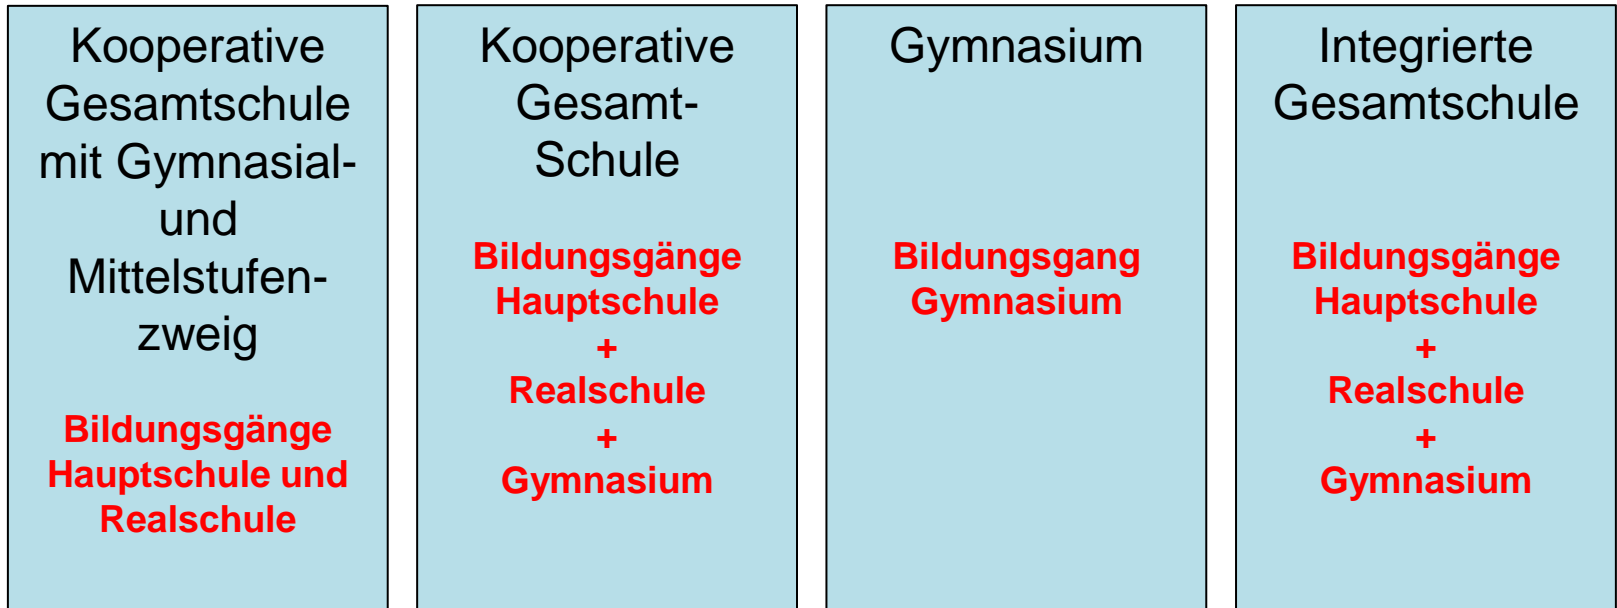 Kooperative
Gesamtschule
mit Gymnasial-
und
Mittelstufen-
zweig
Bildungsgänge
Hauptschule und
Realschule
Kooperative
Gesamt-
Schule
Bildungsgänge
Hauptschule
+
Realschule
+
Gymnasium
Gymnasium
Bildungsgang
Gymnasium
Integrierte
Gesamtschule
Bildungsgänge
Hauptschule
+
Realschule
+
Gymnasium